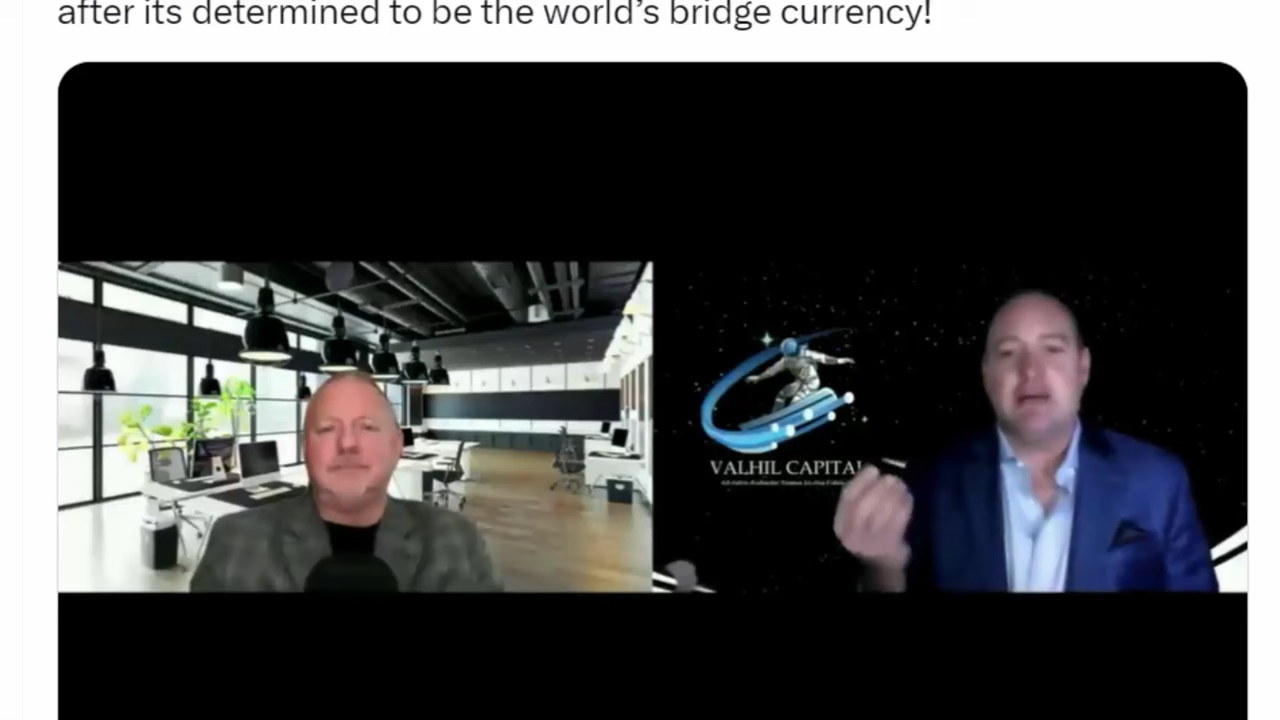 after its determined to be the world’s bridge currency!
VALHIL CAPITAL